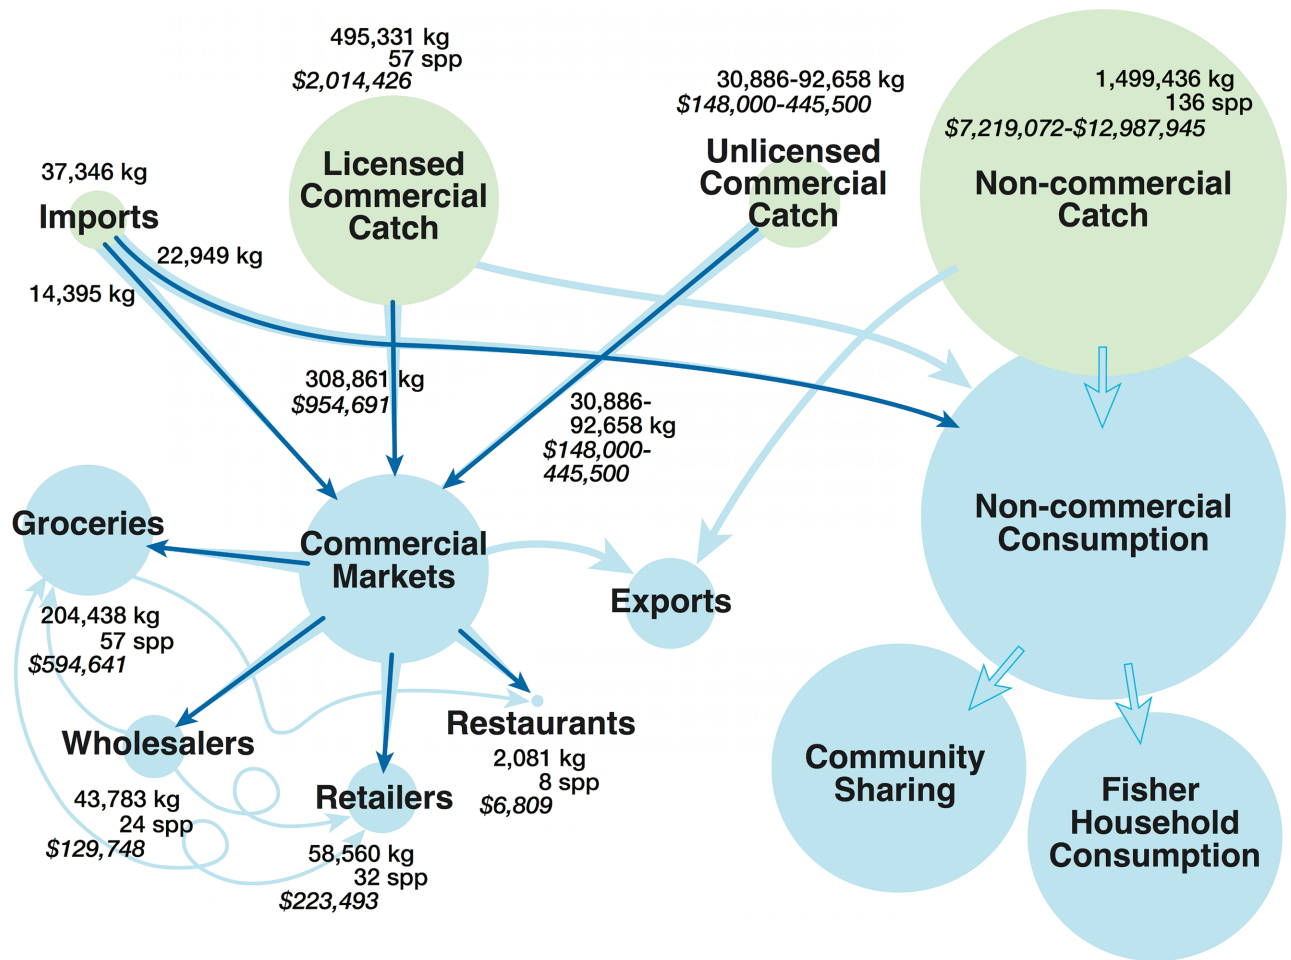 495,331 kg
57 spp
$2,014,426
30,886-92,658 kg
$148,000-445,500
1,499,436 kg
136 spp
$7,219,072-$12,987,945
37,346 kg
Imports
Licensed
Commercial
Catch
Unlicensed
Commercial
Catch
Non-commercial
Catch
22,949 kg
14,395 kg
308,861 kg
$954,691
30,886-
92,658 kg
$148,000-
445,500
Groceries
204,438 kg
57 spp
$594,641
Commercial
Markets
Exports
Non-commercial
Consumption
Wholesalers
43,783 kg
24 spp
$129,748
Retailers
58,560 kg
32 spp
$223,493
Restaurants
2,081 kg
8 spp
$6,809
Community
Sharing
Fisher
Household
Consumption